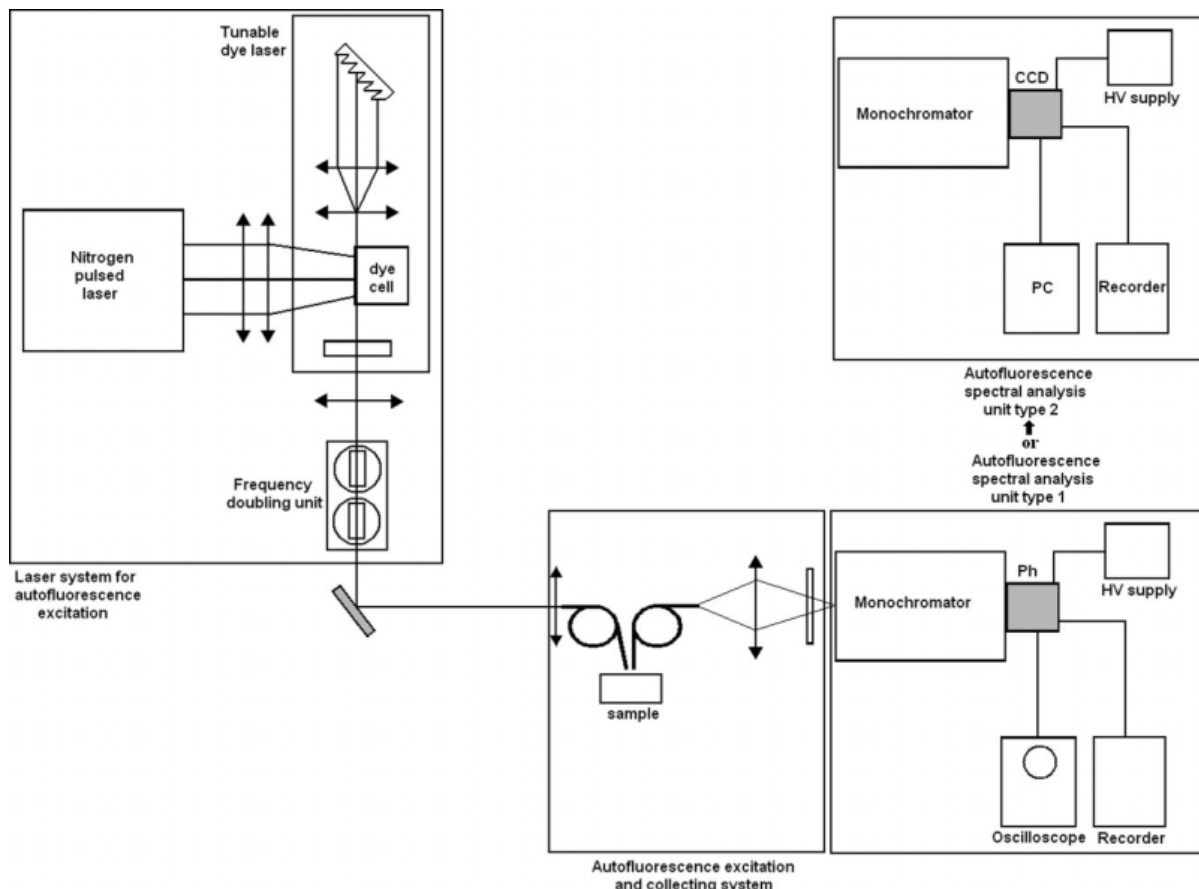 Tunable
dye laser
Nitrogen
pulsed
laser
dye
cell
Frequency
doubling unit
Laser system for
autofluorescence
excitation
Monochromator
CCD
HV supply
PC
Recorder
Autofluorescence
spectral analysis
unit type 2
or
Autofluorescence
spectral analysis
unit type 1
sample
Autofluorescence excitation
and collecting system
Monochromator
Ph
HV supply
Oscilloscope
Recorder